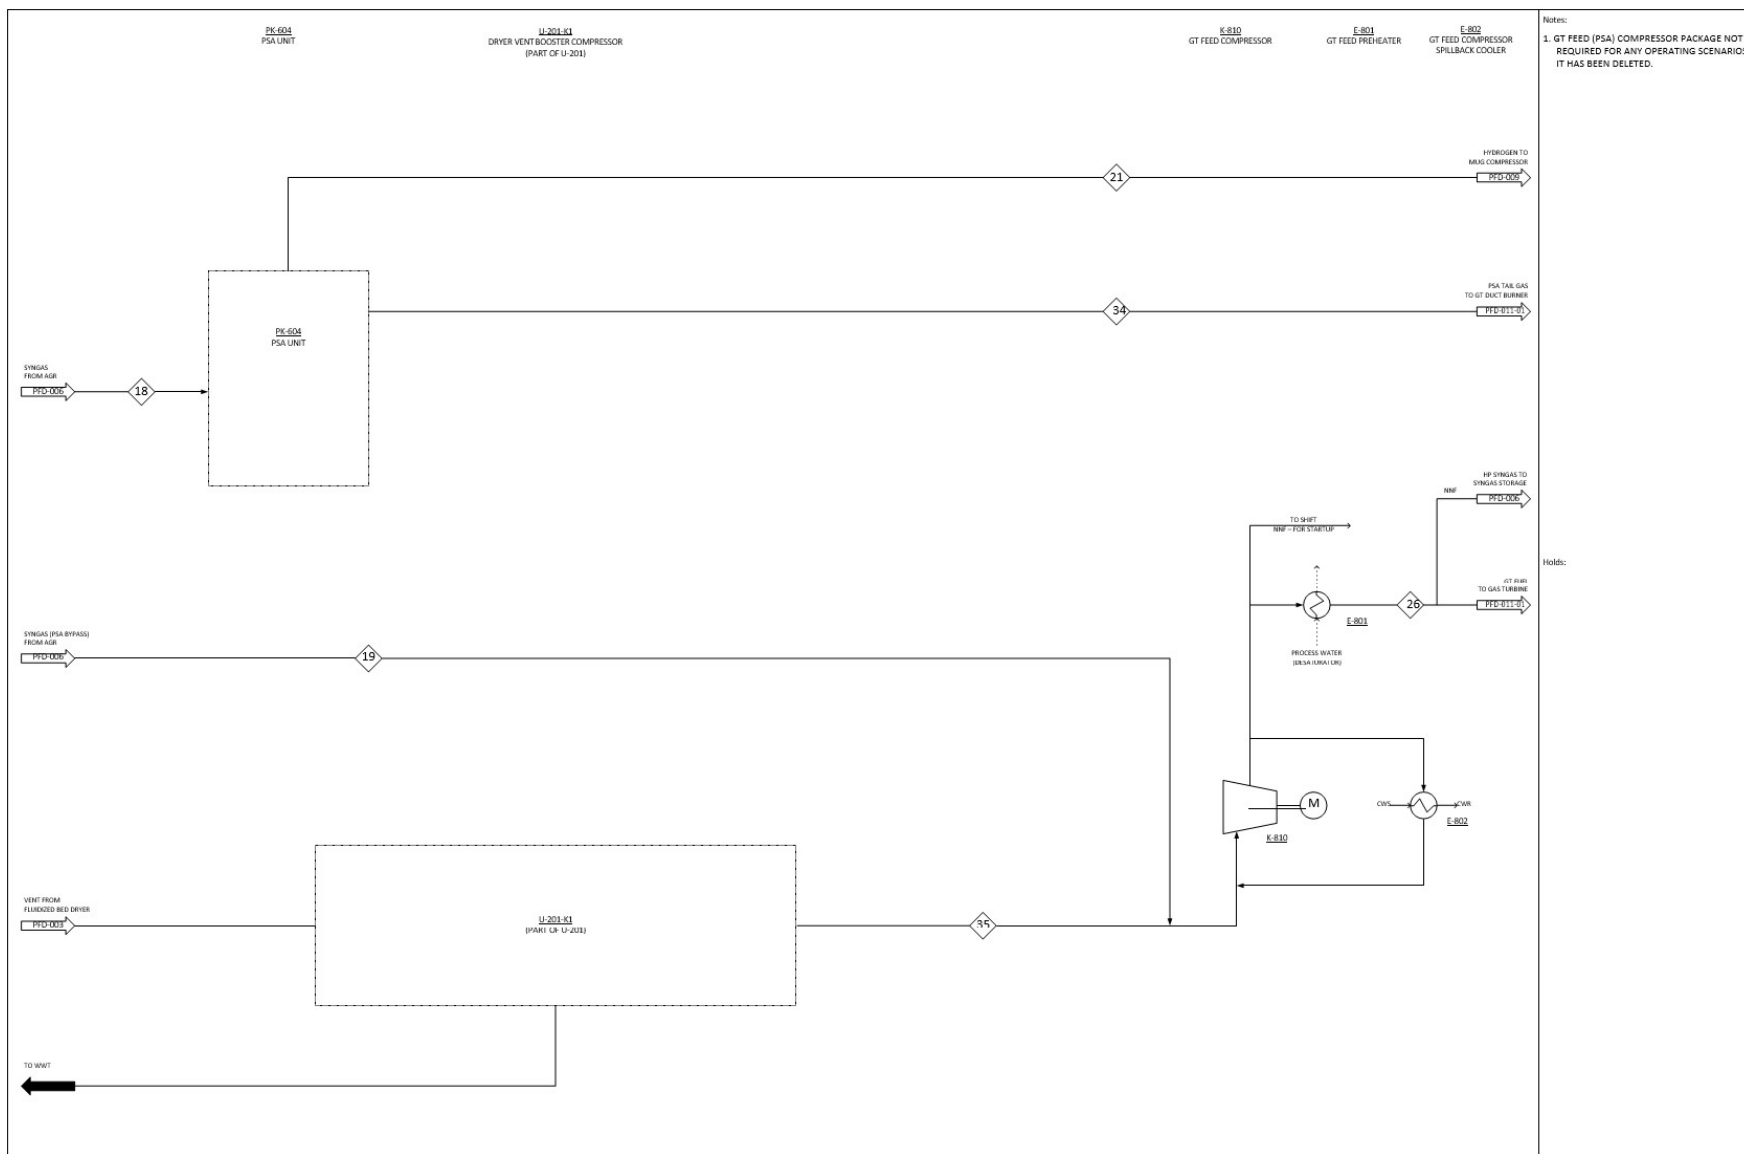 PK-604
PSA UNIT
U-201-K1
DRYER VENT BOOSTER COMPRESSOR
(PART OF U-201)
K-810
GT FEED COMPRESSOR
E-801
GT FEED PREHEATER
E-802
GT FEED COMPRESSOR
SPILLBACK COOLER
Notes:
1. GT FEED (PSA) COMPRESSOR PACKAGE NOT
REQUIRED FOR ANY OPERATING SCENARIOS
IT HAS BEEN DELETED.
HYDROGEN TO
MUG COMPRESSOR
21
PFD-009
PSA TAIL GAS
TO GT DUCT BURNER
34
PFD-011-01
PK-604
PSA UNIT
SYNGAS
FROM AGR
PFD-006
18
HP SYNGAS TO
SYNGAS STORAGE
NNF
PFD-006
TO SHIFT
NNF – FOR STARTUP
Holds:
GT FUEL
TO GAS TURBINE
26
PFD-011-01
E-801
SYNGAS (PSA BYPASS)
FROM AGR
PFD-006
19
PROCESS WATER
(DESATURATOR)
M
CWS
CWR
E-802
K-810
VENT FROM
FLUIDIZED BED DRYER
PFD-003
U-201-K1
(PART OF U-201)
35
TO WWT